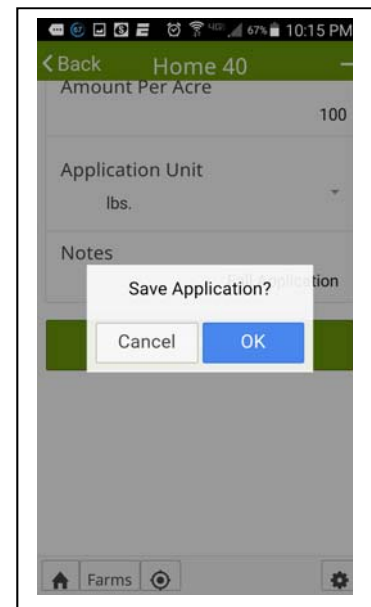 67% 10:15 PM
Back Home 40
Amount Per Acre
100
Application Unit
lbs.
Notes
Save Application?
Cancel OK
Farms